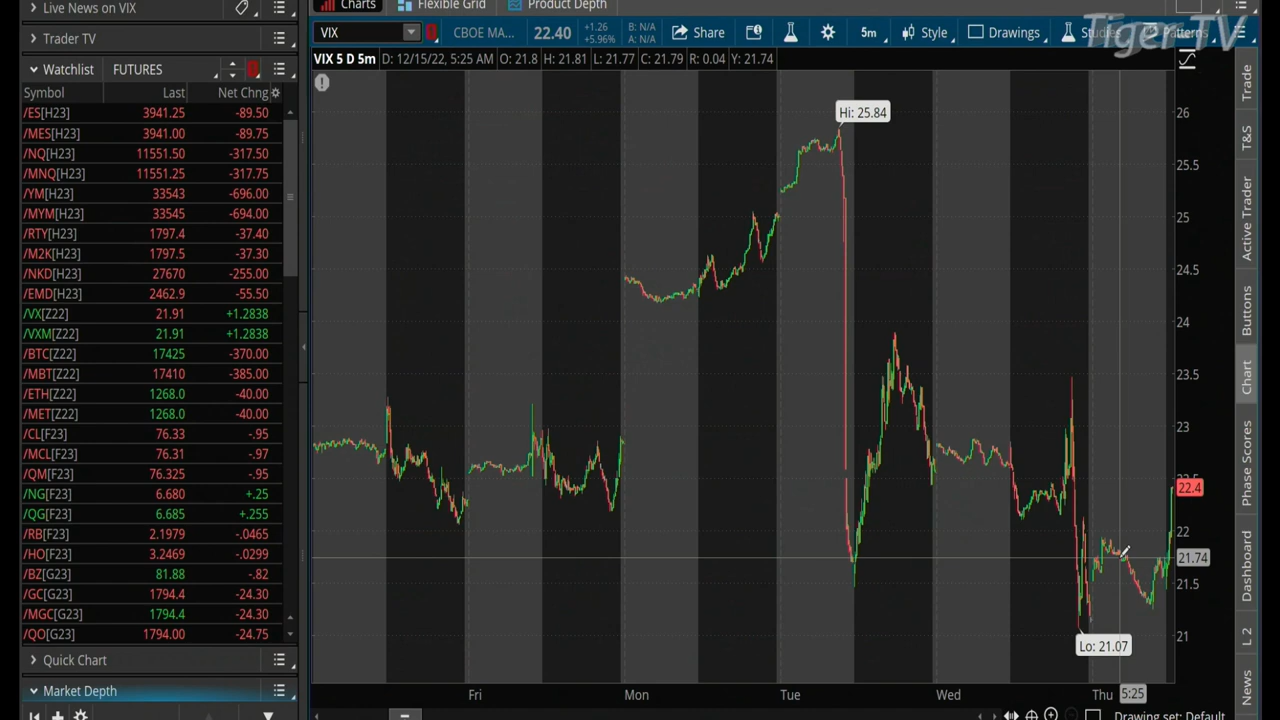 Live News on VIX
Charts Flexible Grid Product Depth
Tiger TV
VIX CBOE MA... 22.40 +1.26 +5.96% B: N/A A: N/A Share 5m Style Drawings Studies Patterns
Trader TV
VIX 5 D 5m D: 12/15/22, 5:25 AM O: 21.8 H: 21.81 L: 21.77 C: 21.79 R: 0.04 Y: 21.74
Watchlist FUTURES
Symbol Last Net Chng
/ES[H23] 3941.25 -89.50
/MES[H23] 3941.00 -89.75
/NQ[H23] 11551.50 -317.50
/MNQ[H23] 11551.25 -317.75
/YM[H23] 33543 -696.00
/MYM[H23] 33545 -694.00
/RTY[H23] 1797.4 -37.40
/M2K[H23] 1797.5 -37.30
/NKD[H23] 27670 -255.00
/EMD[H23] 2462.9 -55.50
/VX[Z22] 21.91 +1.2838
/VXM[Z22] 21.91 +1.2838
/BTC[Z22] 17425 -370.00
/MBT[Z22] 17410 -385.00
/ETH[Z22] 1268.0 -40.00
/MET[Z22] 1268.0 -40.00
/CL[F23] 76.33 -.95
/MCL[F23] 76.31 -.97
/QM[F23] 76.325 -.95
/NG[F23] 6.680 +.25
/QG[F23] 6.685 +.255
/RB[F23] 2.1979 -.0465
/HO[F23] 3.2469 -.0299
/BZ[G23] 81.88 -.82
/GC[G23] 1794.4 -24.30
/MGC[G23] 1794.4 -24.30
/QO[G23] 1794.00 -24.75
Quick Chart
Market Depth
Hi: 25.84
Lo: 21.07
26
25.5
25
24.5
24
23.5
23
22.5
22.4
22
21.74
21.5
21
Fri Mon Tue Wed Thu 5:25
Drawing set: Default
Trade
T&S
Active Trader
Buttons
Chart
Phase Scores
Dashboard
L 2
News